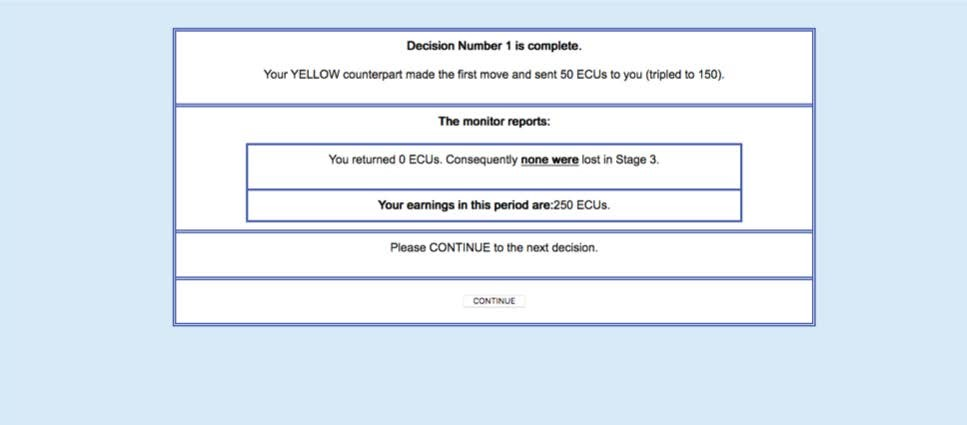 Decision Number 1 is complete.
Your YELLOW counterpart made the first move and sent 50 ECUs to you (tripled to 150).
The monitor reports:
You returned 0 ECUs. Consequently none were lost in Stage 3.
Your earnings in this period are:250 ECUs.
Please CONTINUE to the next decision.
CONTINUE